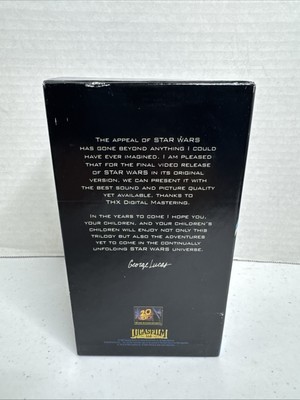 THE APPEAL OF STAR WARS
HAS GONE BEYOND ANYTHING I COULD
HAVE EVER IMAGINED. I AM PLEASED
THAT FOR THE FINAL VIDEO RELEASE
OF STAR WARS IN ITS ORIGINAL
VERSION, WE CAN PRESENT IT WITH
THE BEST SOUND AND PICTURE QUALITY
YET AVAILABLE, THANKS TO
THX DIGITAL MASTERING.
IN THE YEARS TO COME I HOPE YOU,
YOUR CHILDREN, AND YOUR CHILDREN'S
CHILDREN WILL ENJOY NOT ONLY THIS
TRILOGY BUT ALSO THE ADVENTURES
YET TO COME IN THE CONTINUALLY
UNFOLDING STAR WARS UNIVERSE.
George Lucas
LUCASFILM